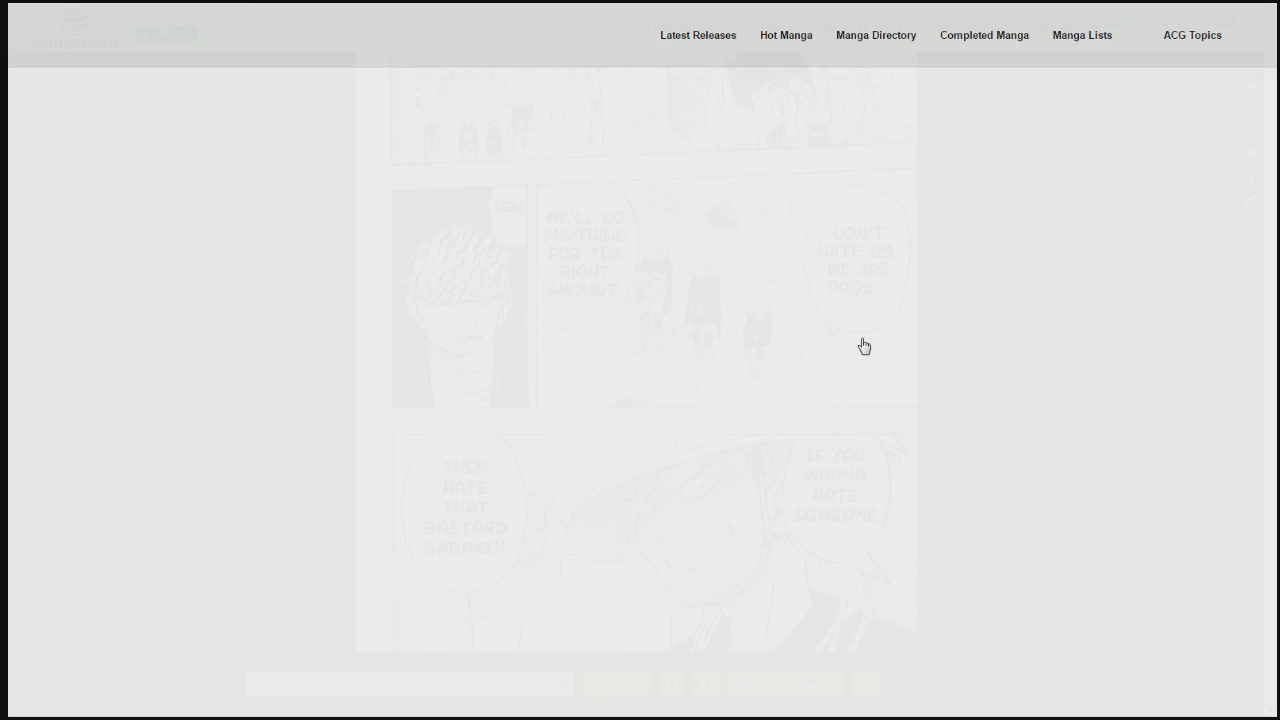 MANGATOWN
Latest Releases Hot Manga Manga Directory Completed Manga Manga Lists ACG Topics
UGH
DON'T
HATE US.
WE ARE
PROS...
WE'LL DO
ANYTHING
FOR THE
RIGHT
AMOUNT.
IF YOU
WANNA
HATE
SOMEONE
...
THEN
HATE
THAT
BASTARD
SABAKI!!